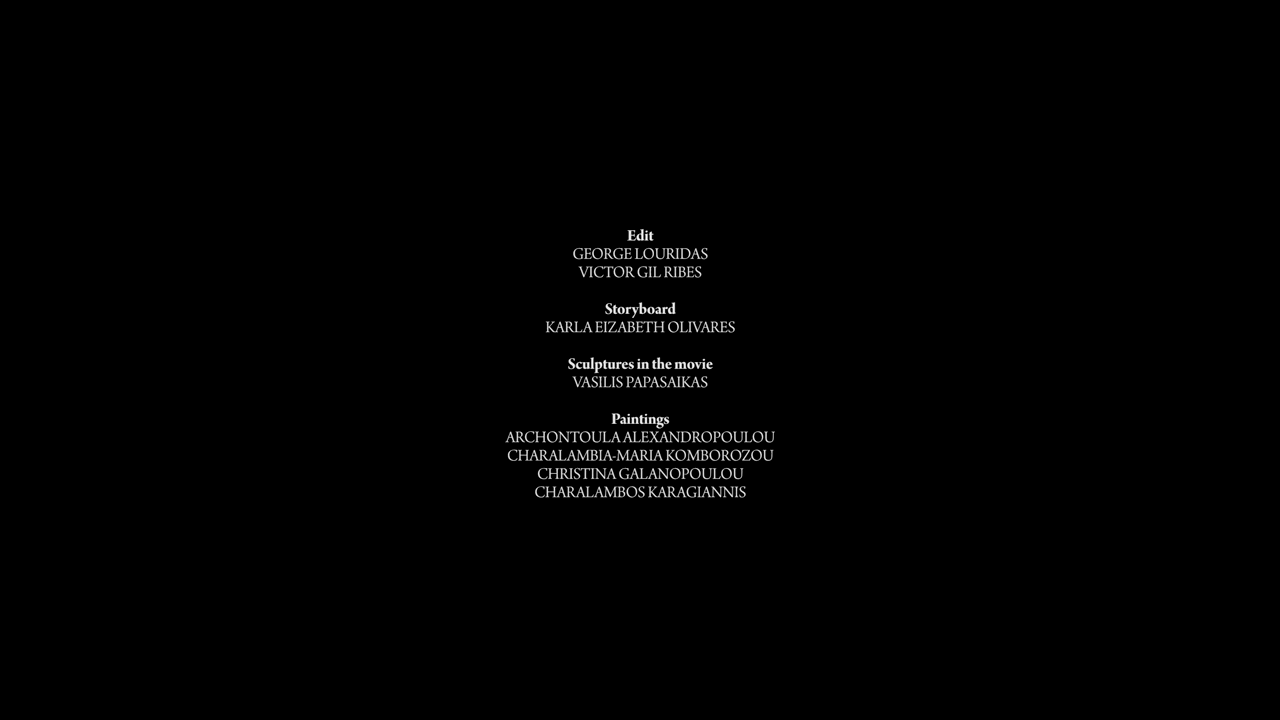 Edit
GEORGE LOURIDAS
VICTOR GIL RIBES
Storyboard
KARLA EIZABETH OLIVARES
Sculptures in the movie
VASILIS PAPASAIKAS
Paintings
ARCHONTOULA ALEXANDROPOULOU
CHARALAMBIA-MARIA KOMBOROZOU
CHRISTINA GALANOPOULOU
CHARALAMBOS KARAGIANNIS